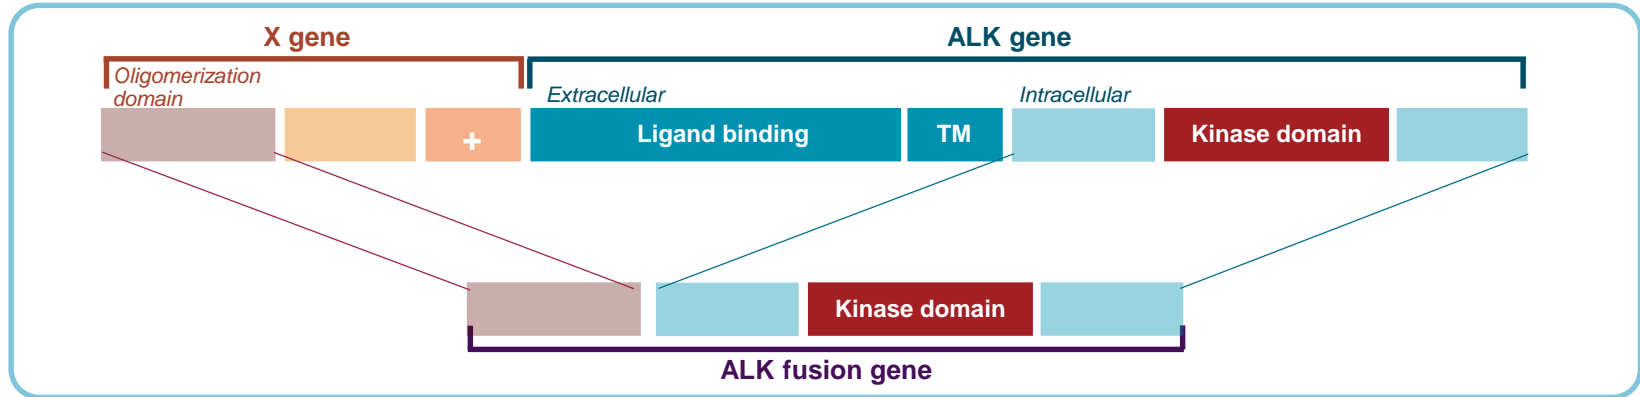 X gene
ALK gene
Oligomerization
domain
Extracellular
Intracellular
+
Ligand binding
TM
Kinase domain
Kinase domain
ALK fusion gene